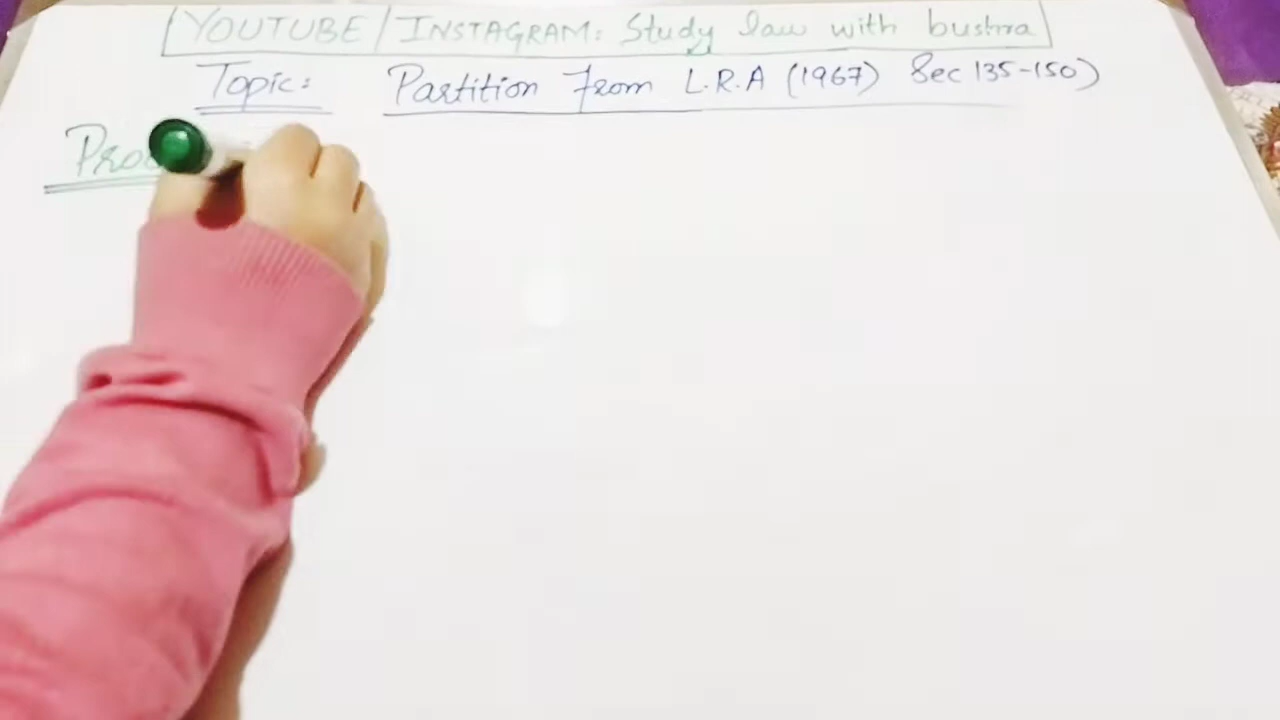 YOUTUBE / INSTAGRAM: Study law with bushra
Topic: Partition From L.R.A (1967) Sec 135-150)